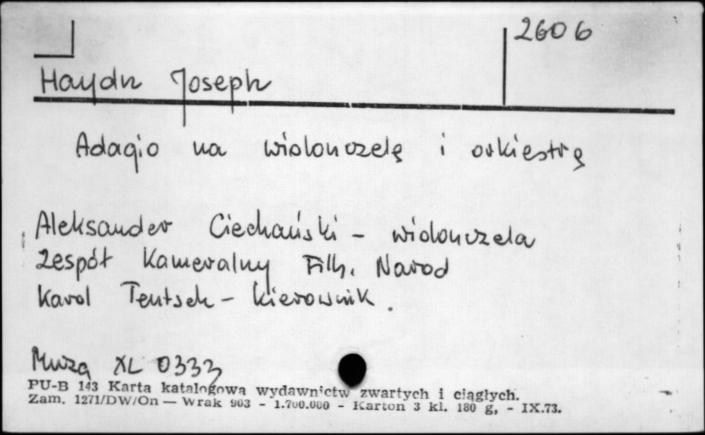 2606
Haydn Joseph
Adagio na wiolonczelę i orkiestrę
Aleksander Ciechański – wiolonczela
Zespół Kameralny Filh. Narod
Karol Teutsch – kierownik.
Muza XL 0333
PU-B 143 Karta katalogowa wydawnictw zwartych i ciągłych.
Zam. 1271/DW/On — Wrak 903 - 1.700.000 - Karton 3 kl. 180 g, - IX.73.